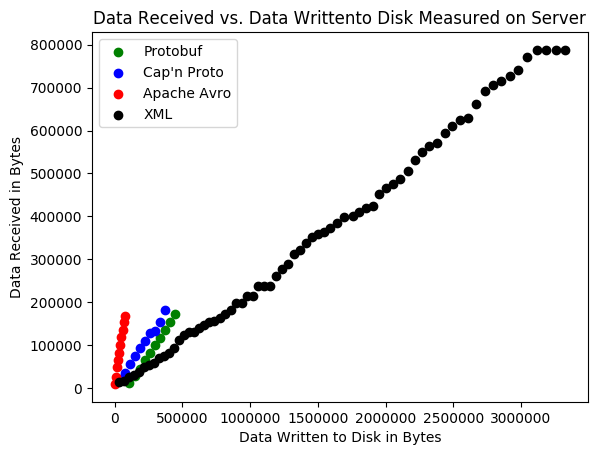 Data Received vs. Data Writtento Disk Measured on Server
Protobuf
Cap'n Proto
Apache Avro
XML
800000
700000
600000
500000
400000
300000
200000
100000
0
Data Received in Bytes
0 500000 1000000 1500000 2000000 2500000 3000000
Data Written to Disk in Bytes